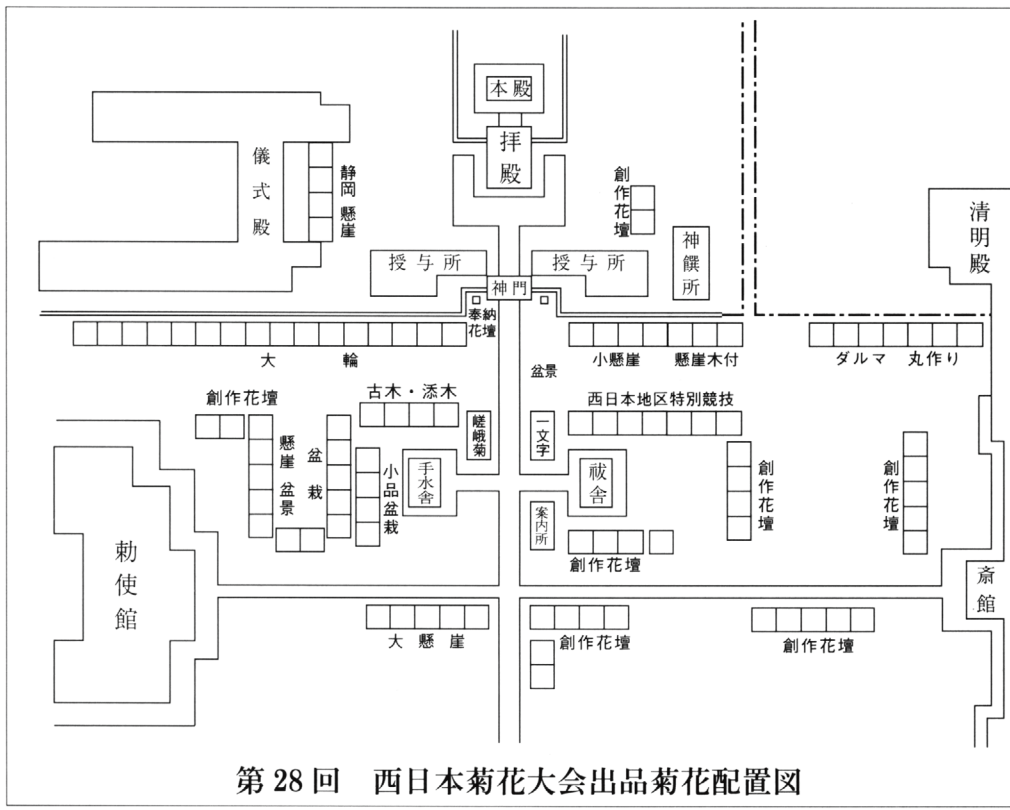 本殿
拝殿
儀式殿
静岡懸崖
創作花壇
神饌所
清明殿
授与所
授与所
神門
奉納花壇
大輪
小懸崖
懸崖木付
ダルマ 丸作り
盆景
創作花壇
古木・添木
西日本地区特別競技
嵯峨菊
一文字
懸崖
盆景
盆栽
小品盆栽
手水舎
祓舎
創作花壇
創作花壇
案内所
創作花壇
勅使館
斎館
大懸崖
創作花壇
創作花壇
第28回 西日本菊花大会出品菊花配置図